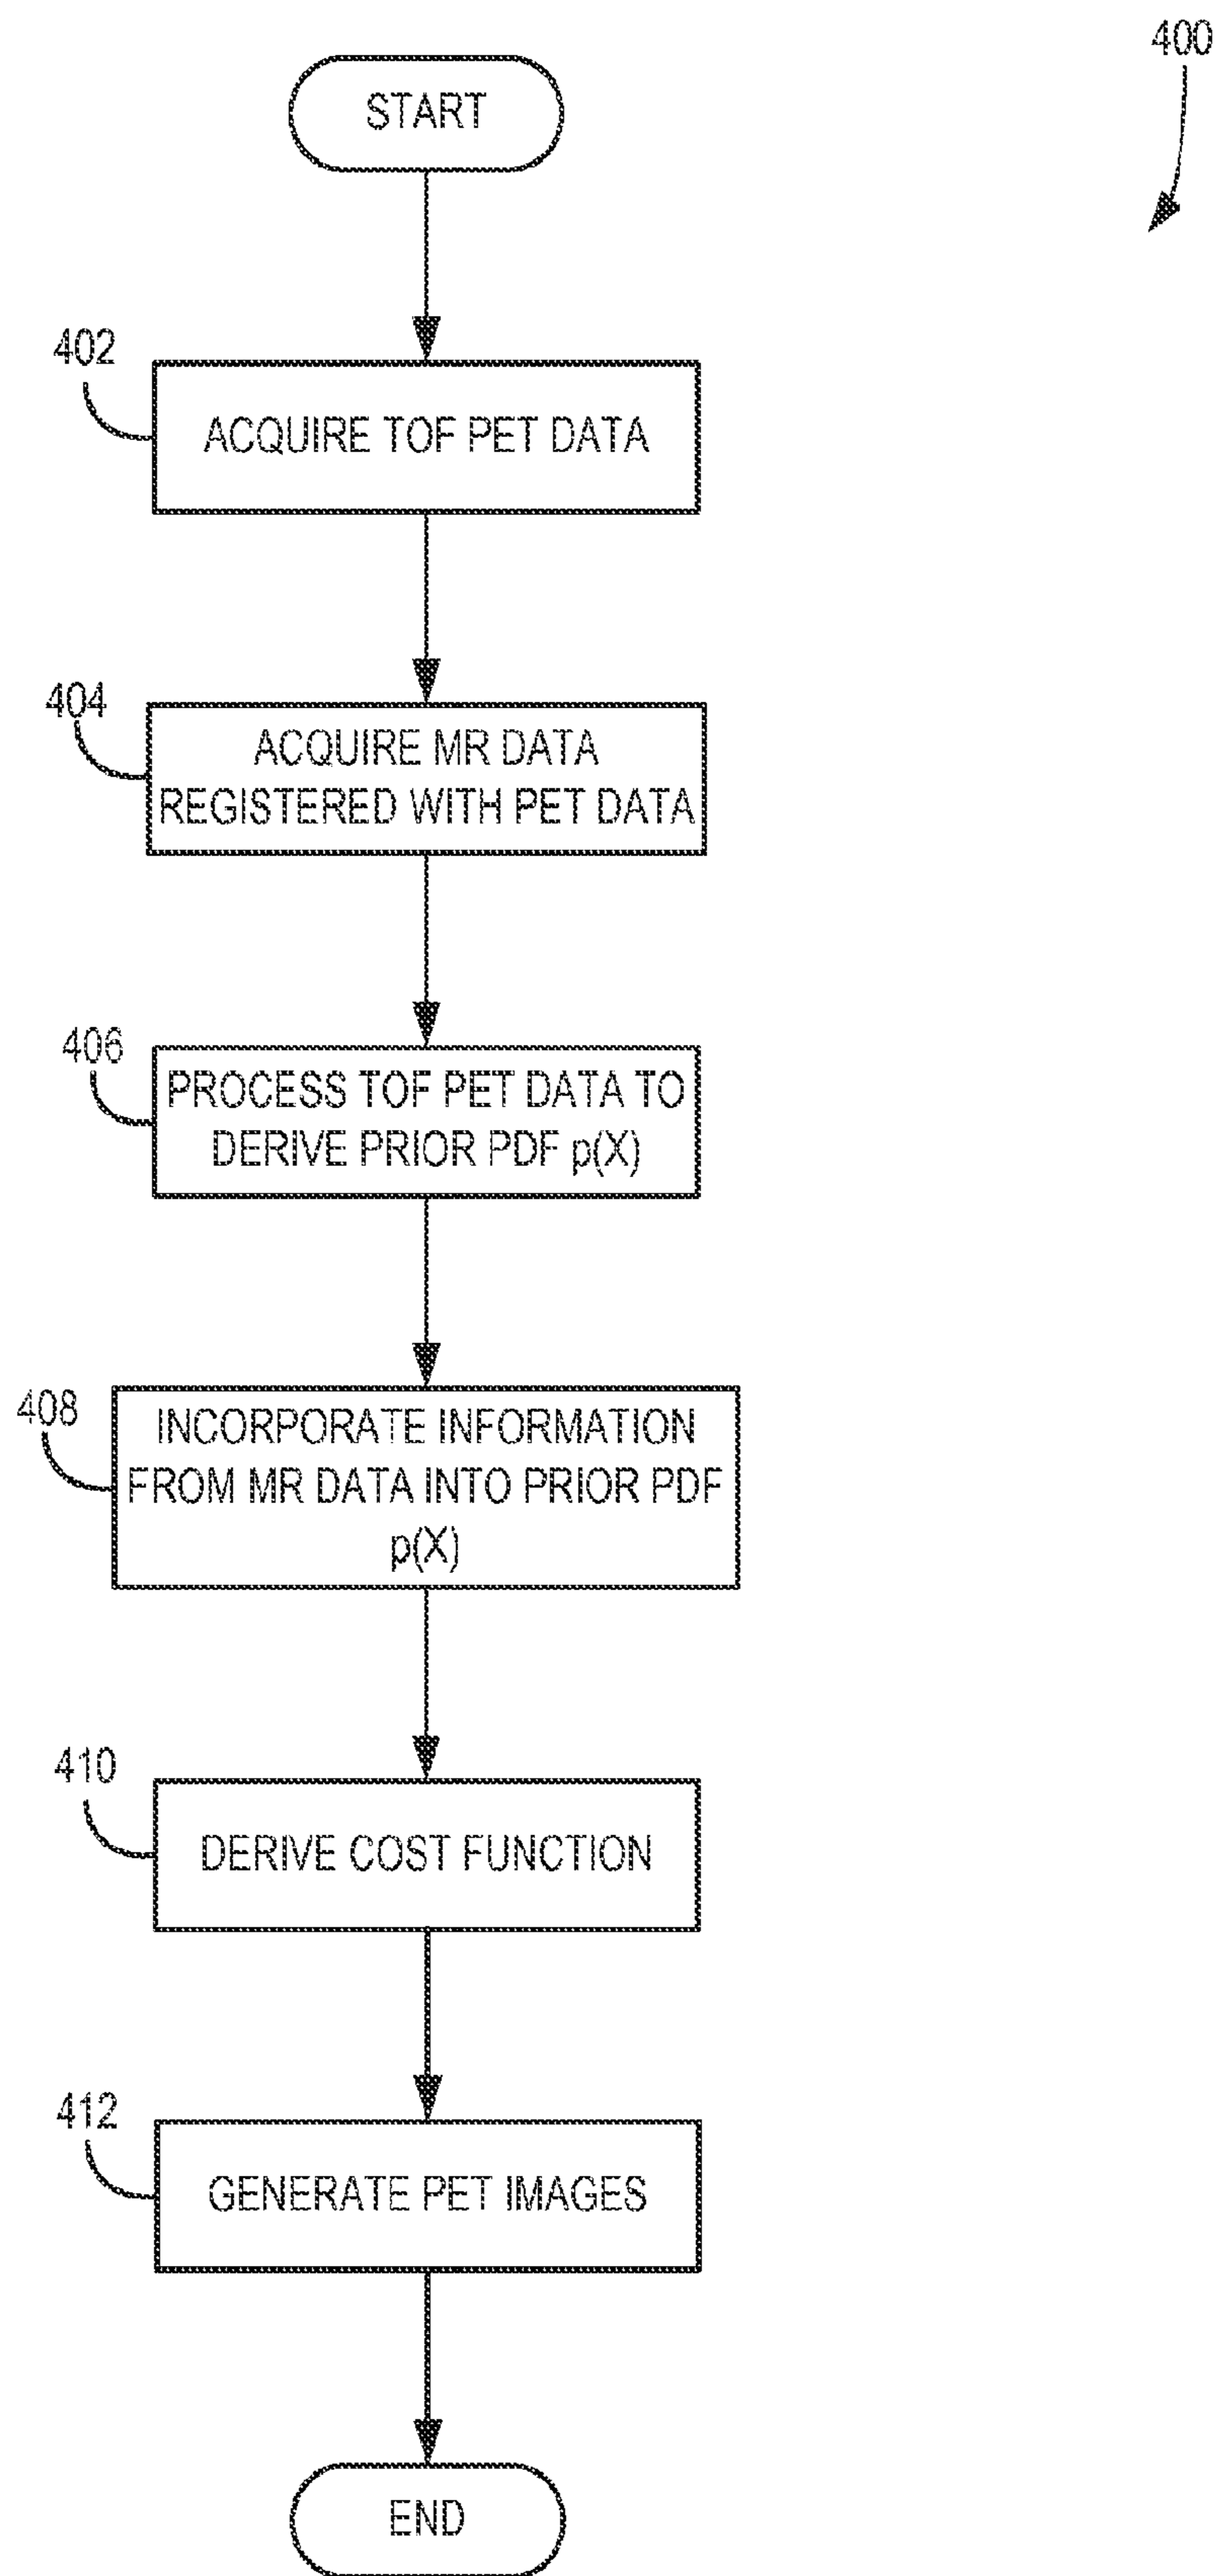 400
START
402
ACQUIRE TOF PET DATA
404
ACQUIRE MR DATA
REGISTERED WITH PET DATA
406
PROCESS TOF PET DATA TO
DERIVE PRIOR PDF p(X)
408
INCORPORATE INFORMATION
FROM MR DATA INTO PRIOR PDF
p(X)
410
DERIVE COST FUNCTION
412
GENERATE PET IMAGES
END